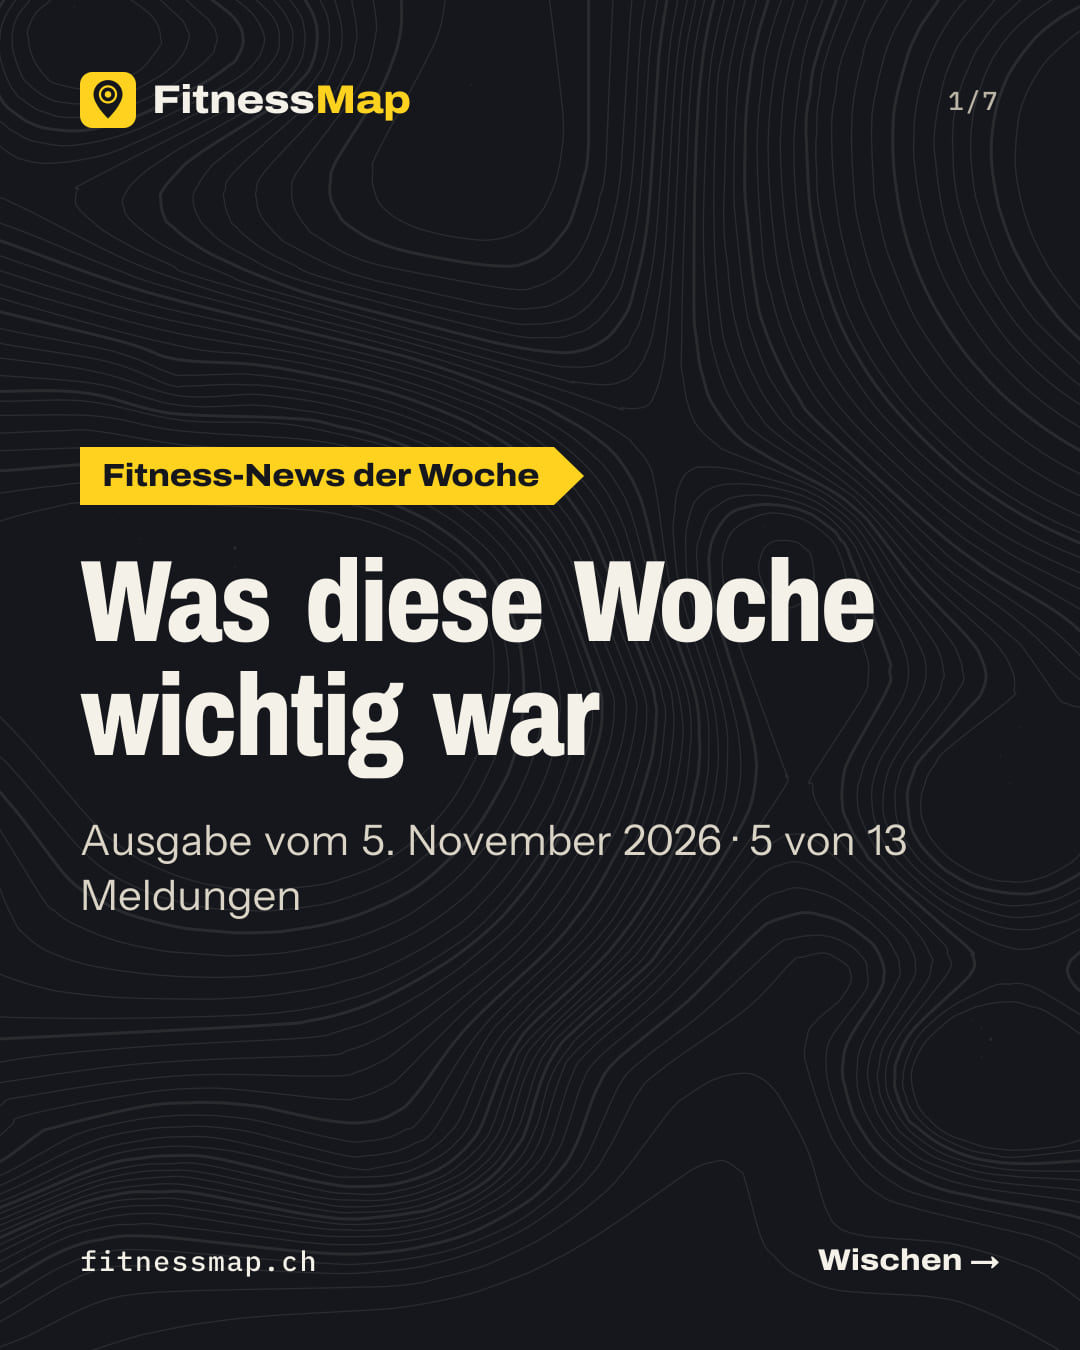 FitnessMap
1/7
Fitness-News der Woche
Was diese Woche
wichtig war
Ausgabe vom 5. November 2026 · 5 von 13
Meldungen
fitnessmap.ch
Wischen →